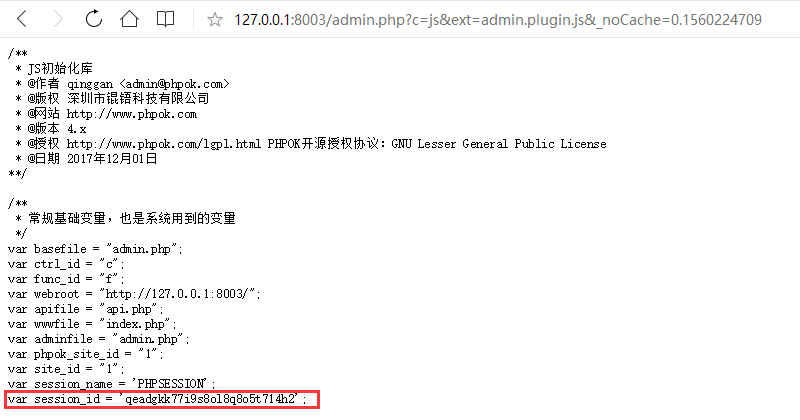 127.0.0.1:8003/admin.php?c=js&ext=admin.plugin.js&_noCache=0.1560224709
/**
* JS初始化库
* @作者 qinggan <admin@phpok.com>
* @版权 深圳市锟铻科技有限公司
* @网站 http://www.phpok.com
* @版本 4.x
* @授权 http://www.phpok.com/lgpl.html PHPOK开源授权协议：GNU Lesser General Public License
* @日期 2017年12月01日
**/
/**
* 常规基础变量，也是系统用到的变量
*/
var basefile = "admin.php";
var ctrl_id = "c";
var func_id = "f";
var webroot = "http://127.0.0.1:8003/";
var apifile = "api.php";
var wwwfile = "index.php";
var adminfile = "admin.php";
var phpok_site_id = "1";
var site_id = "1";
var session_name = 'PHPSESSION';
var session_id = 'qeadgkk77i9s8ol8q8o5t714h2';